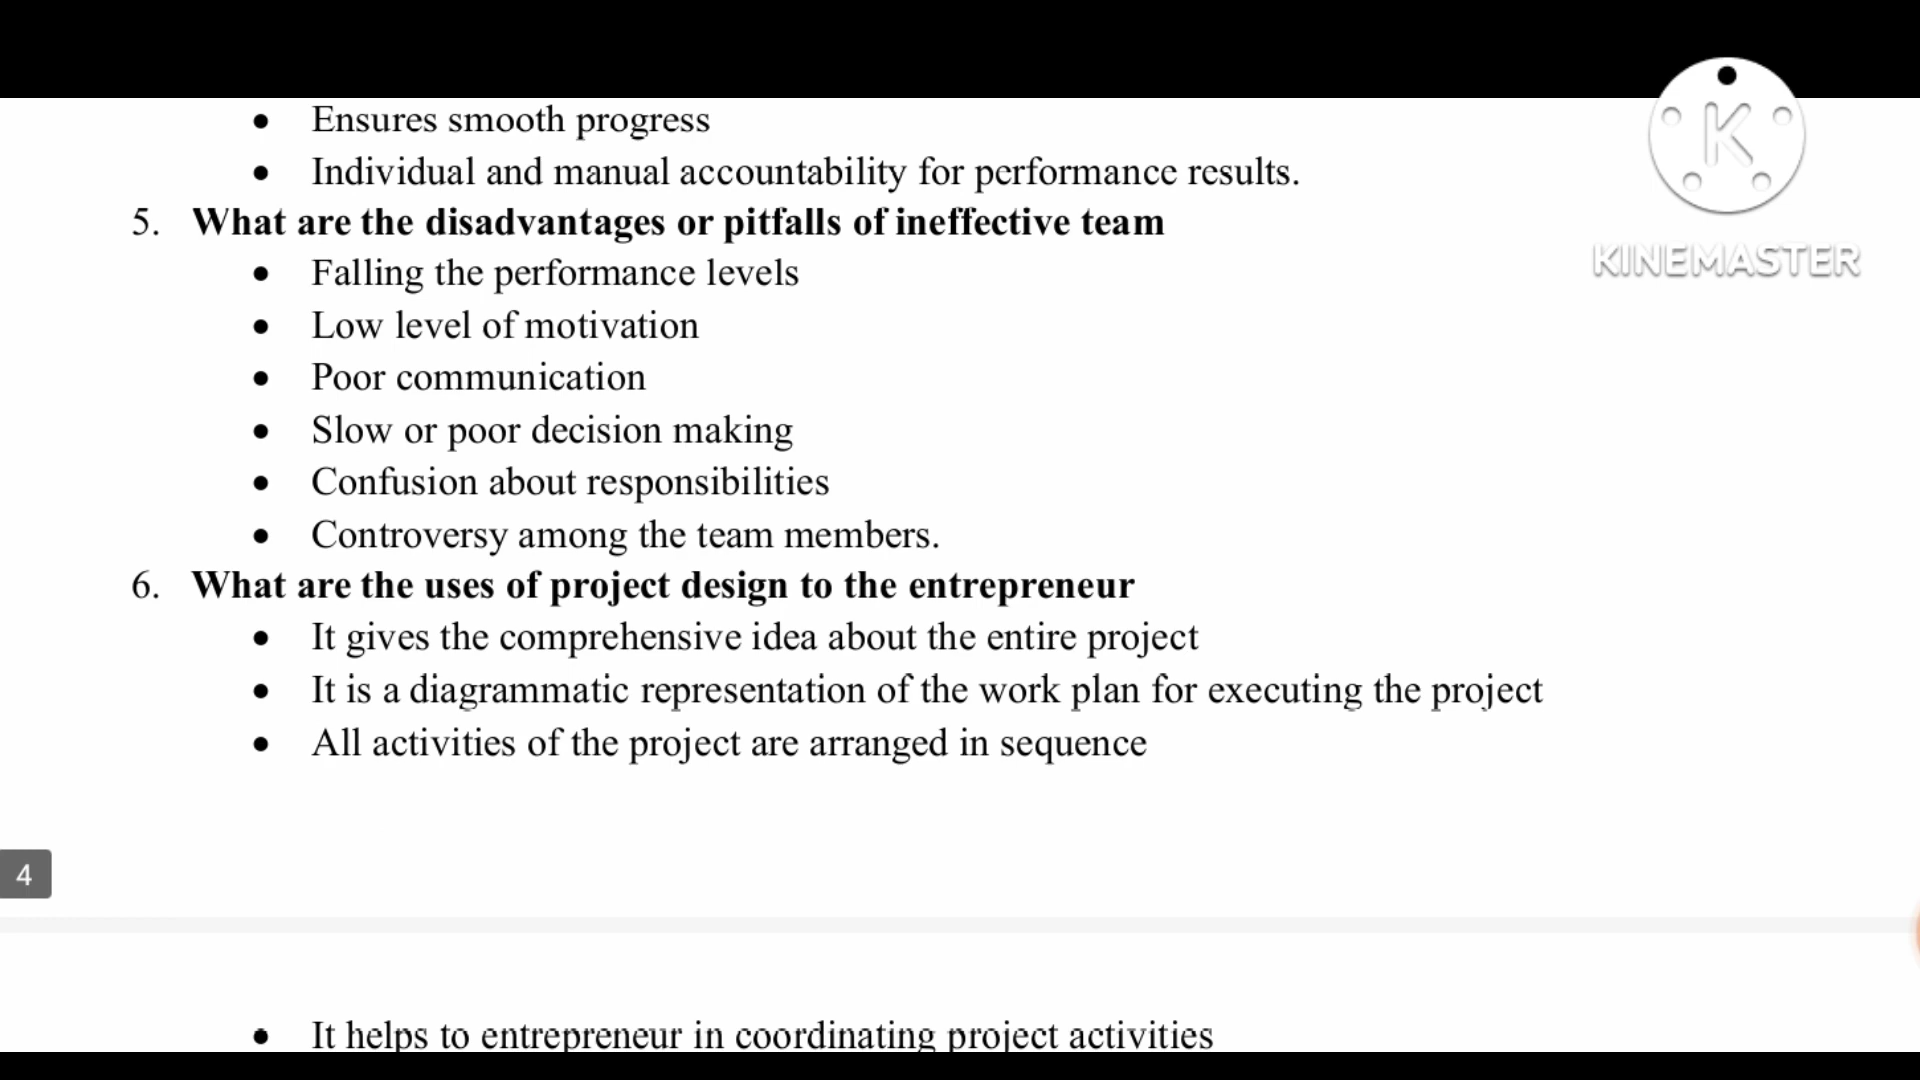 • Ensures smooth progress
• Individual and manual accountability for performance results.
5. What are the disadvantages or pitfalls of ineffective team
• Falling the performance levels
• Low level of motivation
• Poor communication
• Slow or poor decision making
• Confusion about responsibilities
• Controversy among the team members.
6. What are the uses of project design to the entrepreneur
• It gives the comprehensive idea about the entire project
• It is a diagrammatic representation of the work plan for executing the project
• All activities of the project are arranged in sequence
4
• It helps to entrepreneur in coordinating project activities
K
KINEMASTER